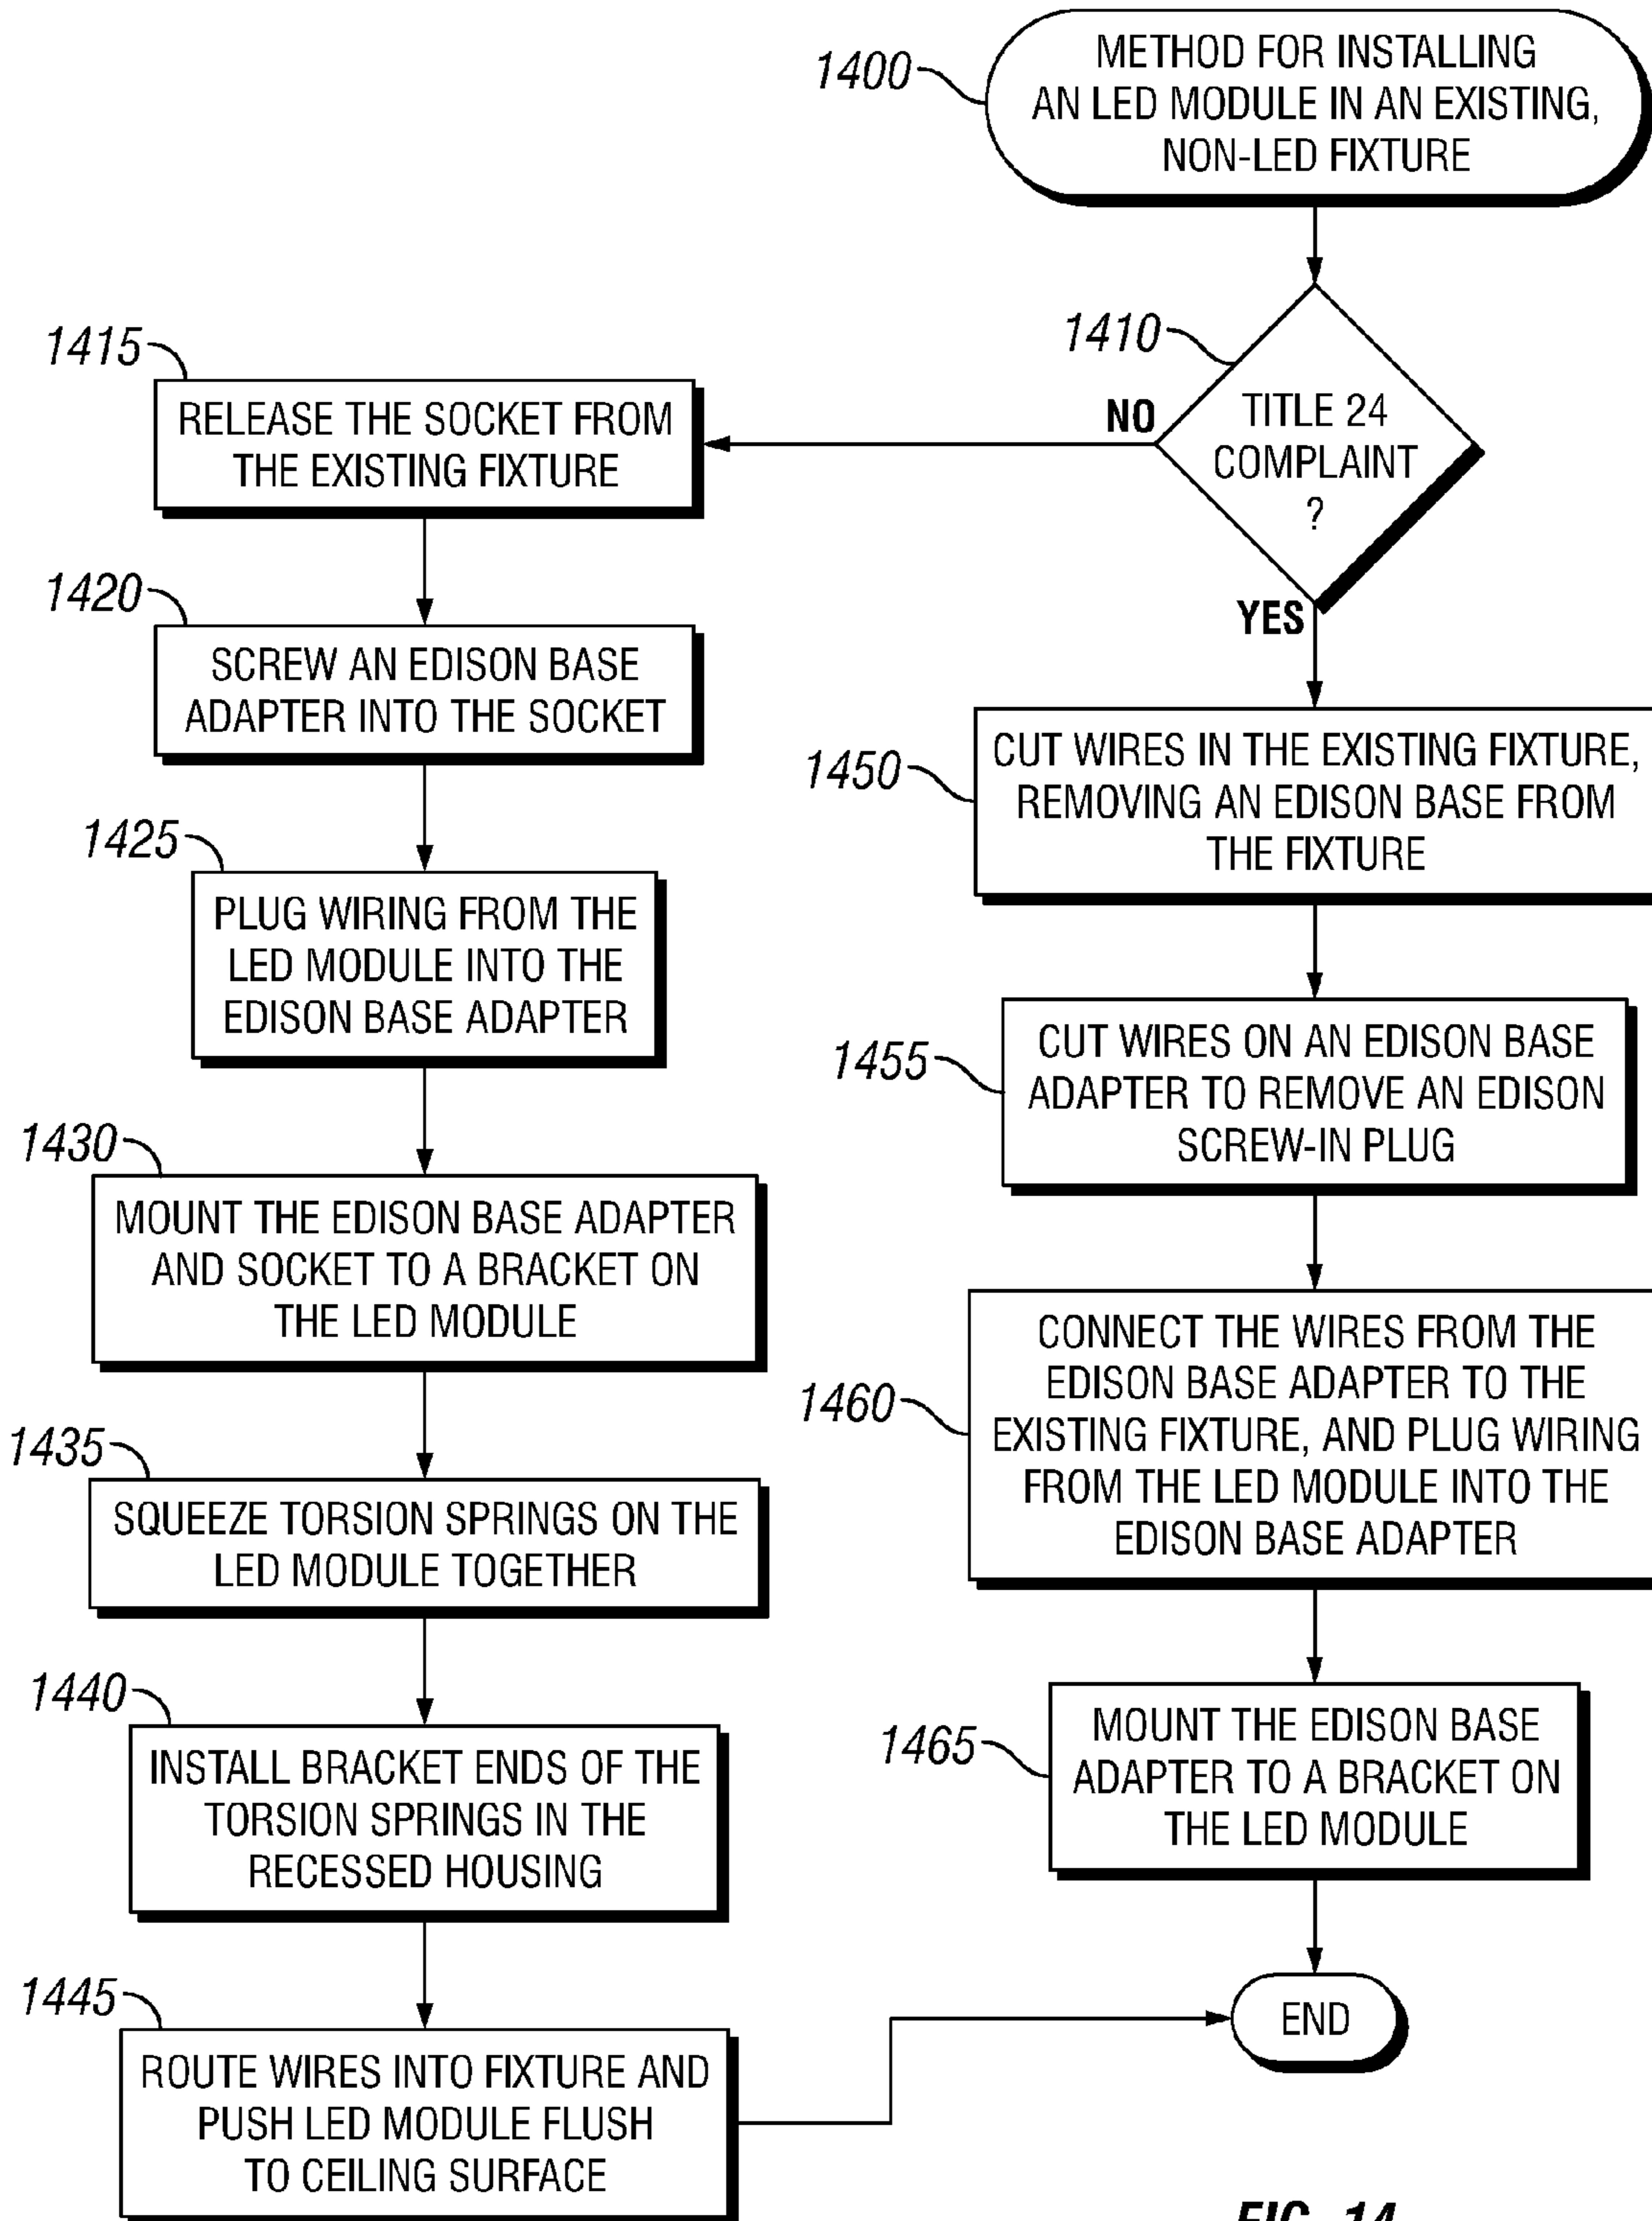 1400
METHOD FOR INSTALLING
AN LED MODULE IN AN EXISTING,
NON-LED FIXTURE
1410
TITLE 24
COMPLAINT
?
NO
YES
1415
RELEASE THE SOCKET FROM
THE EXISTING FIXTURE
1420
SCREW AN EDISON BASE
ADAPTER INTO THE SOCKET
1425
PLUG WIRING FROM THE
LED MODULE INTO THE
EDISON BASE ADAPTER
1430
MOUNT THE EDISON BASE ADAPTER
AND SOCKET TO A BRACKET ON
THE LED MODULE
1435
SQUEEZE TORSION SPRINGS ON THE
LED MODULE TOGETHER
1440
INSTALL BRACKET ENDS OF THE
TORSION SPRINGS IN THE
RECESSED HOUSING
1445
ROUTE WIRES INTO FIXTURE AND
PUSH LED MODULE FLUSH
TO CEILING SURFACE
1450
CUT WIRES IN THE EXISTING FIXTURE,
REMOVING AN EDISON BASE FROM
THE FIXTURE
1455
CUT WIRES ON AN EDISON BASE
ADAPTER TO REMOVE AN EDISON
SCREW-IN PLUG
1460
CONNECT THE WIRES FROM THE
EDISON BASE ADAPTER TO THE
EXISTING FIXTURE, AND PLUG WIRING
FROM THE LED MODULE INTO THE
EDISON BASE ADAPTER
1465
MOUNT THE EDISON BASE
ADAPTER TO A BRACKET ON
THE LED MODULE
END
FIG. 14